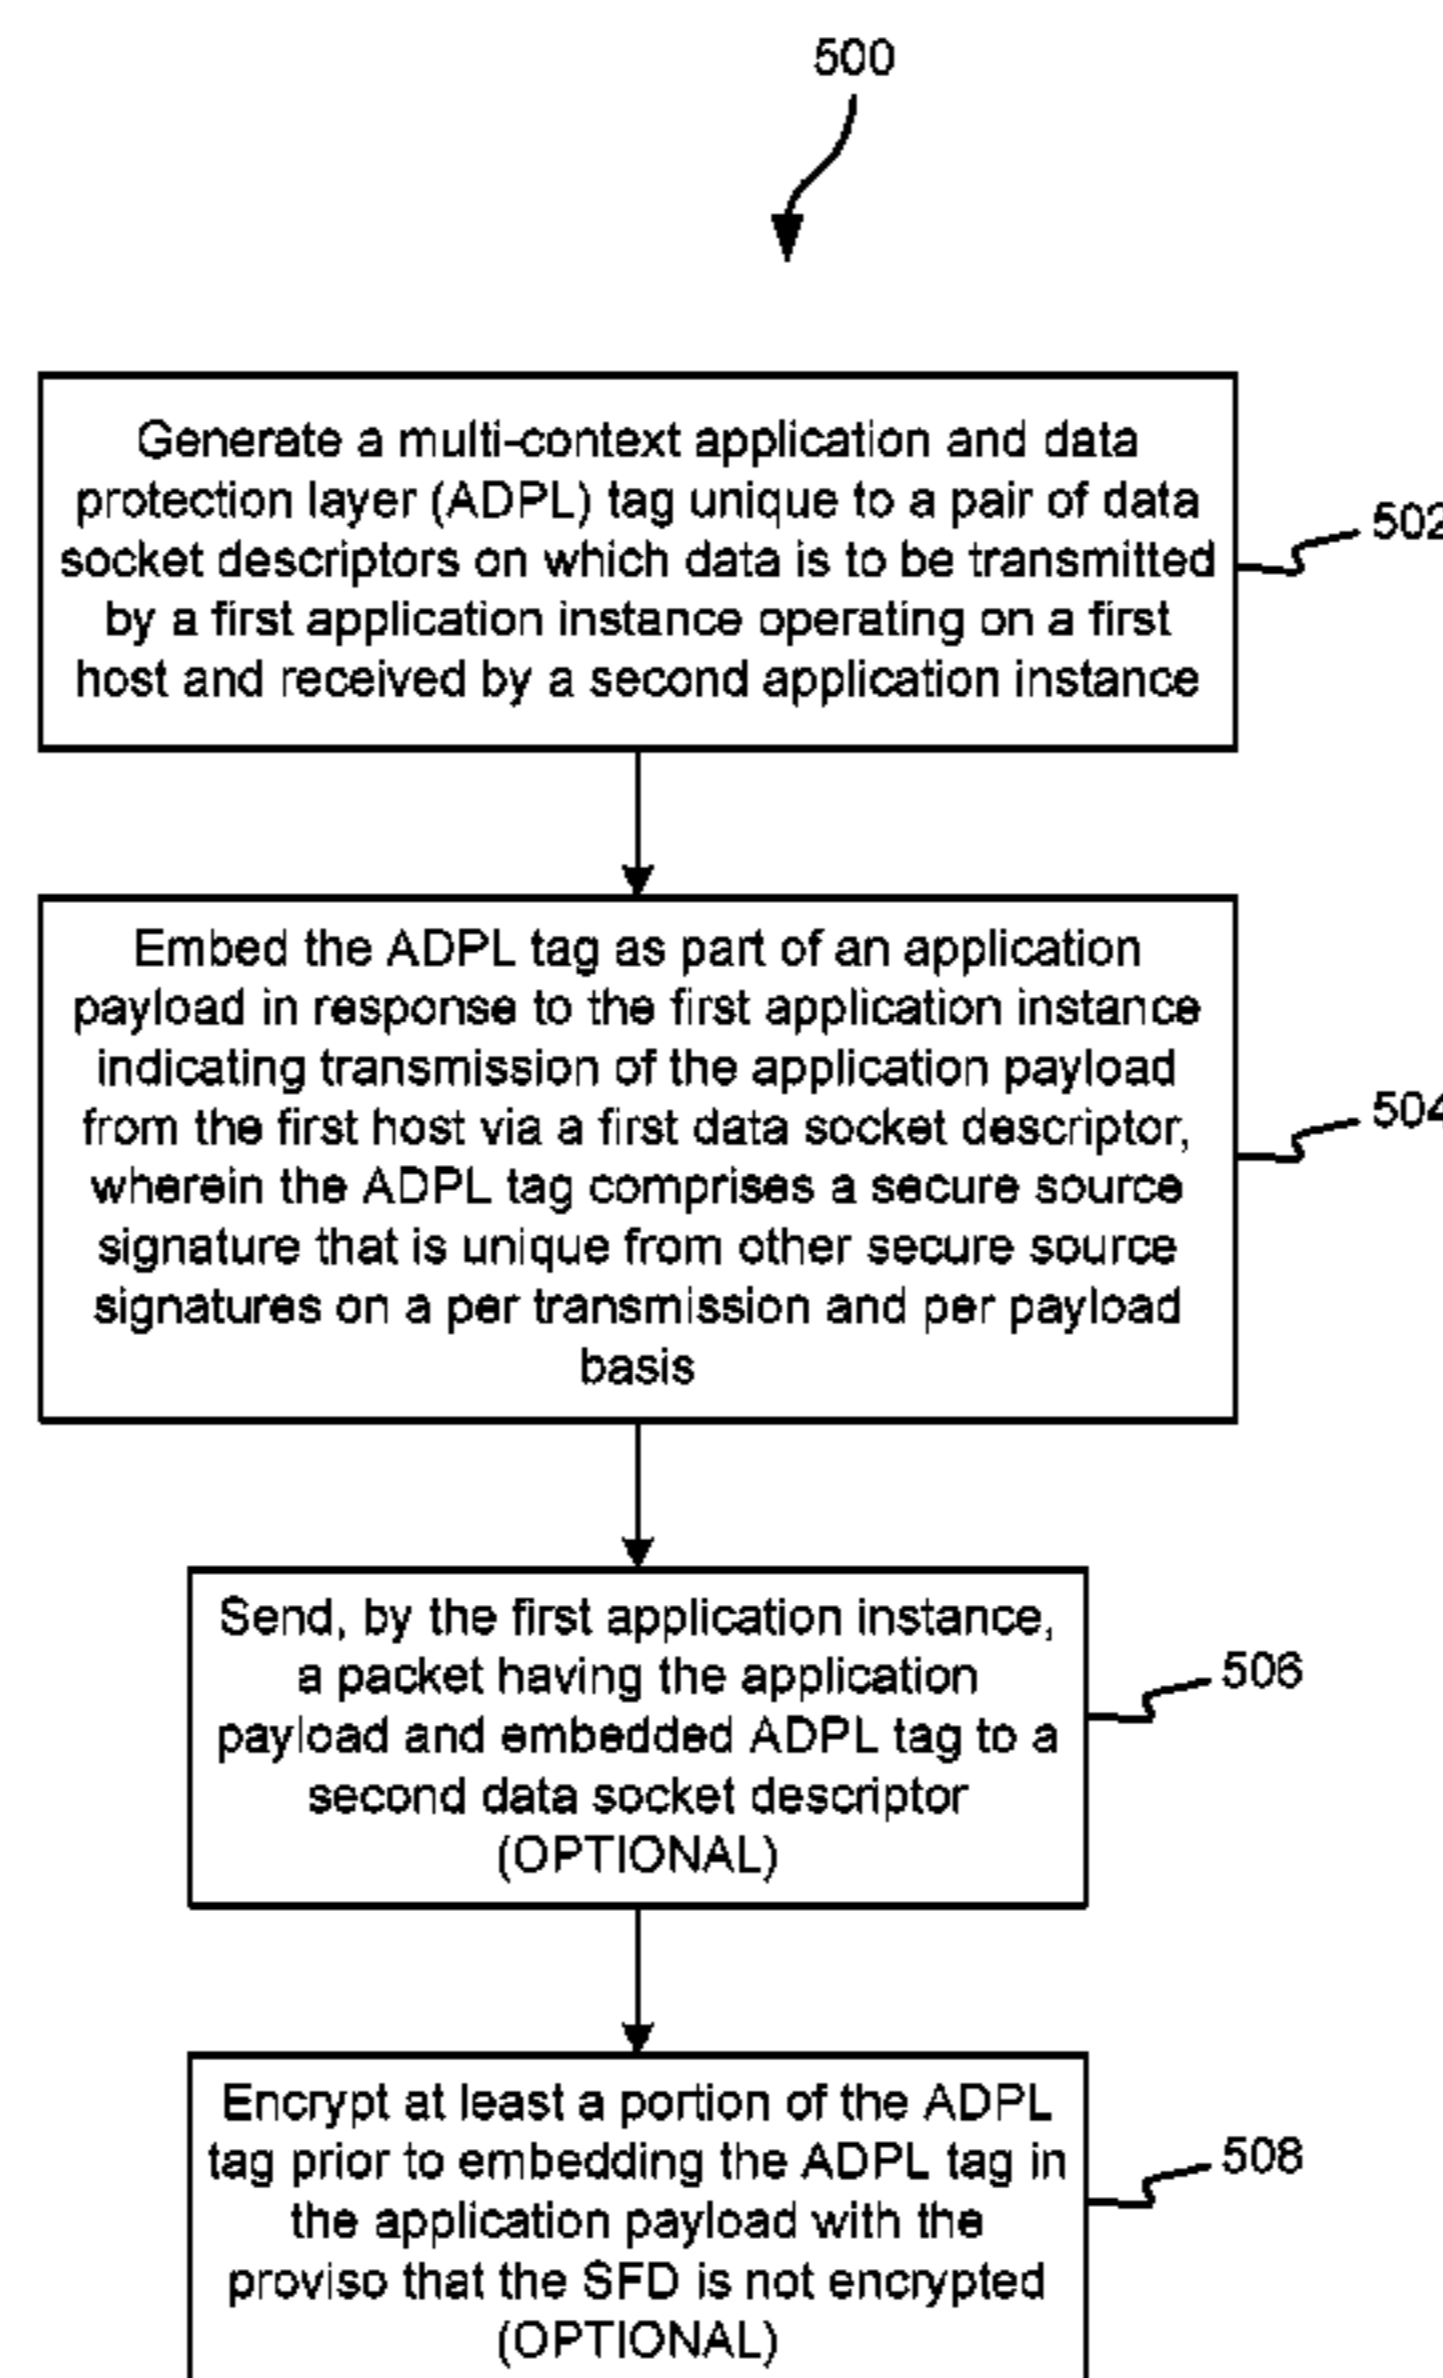 500
Generate a multi-context application and data
protection layer (ADPL) tag unique to a pair of data
socket descriptors on which data is to be transmitted
by a first application instance operating on a first
host and received by a second application instance
502
Embed the ADPL tag as part of an application
payload in response to the first application instance
indicating transmission of the application payload
from the first host via a first data socket descriptor,
wherein the ADPL tag comprises a secure source
signature that is unique from other secure source
signatures on a per transmission and per payload
basis
504
Send, by the first application instance,
a packet having the application
payload and embedded ADPL tag to a
second data socket descriptor
(OPTIONAL)
506
Encrypt at least a portion of the ADPL
tag prior to embedding the ADPL tag in
the application payload with the
proviso that the SFD is not encrypted
(OPTIONAL)
508